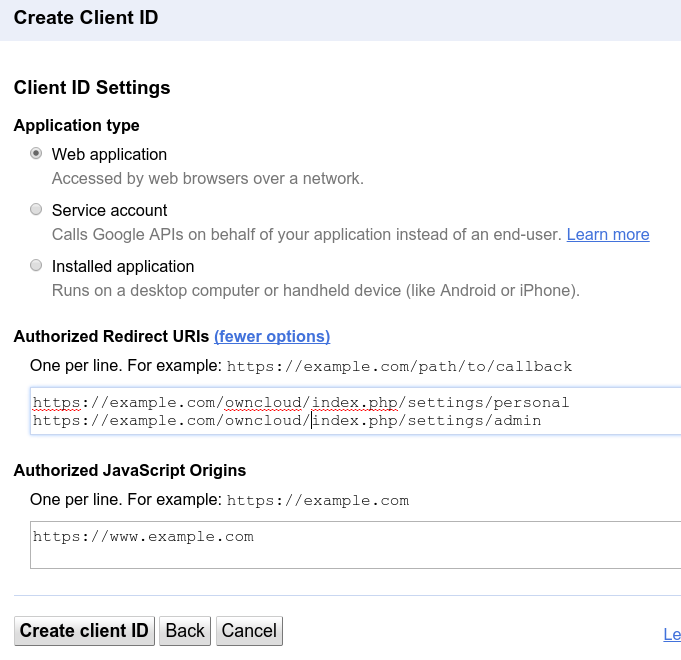 Create Client ID
Client ID Settings
Application type
Web application
Accessed by web browsers over a network.
Service account
Calls Google APIs on behalf of your application instead of an end-user. Learn more
Installed application
Runs on a desktop computer or handheld device (like Android or iPhone).
Authorized Redirect URIs (fewer options)
One per line. For example: https://example.com/path/to/callback
https://example.com/owncloud/index.php/settings/personal
https://example.com/owncloud/index.php/settings/admin
Authorized JavaScript Origins
One per line. For example: https://example.com
https://www.example.com
Create client ID Back Cancel
Le